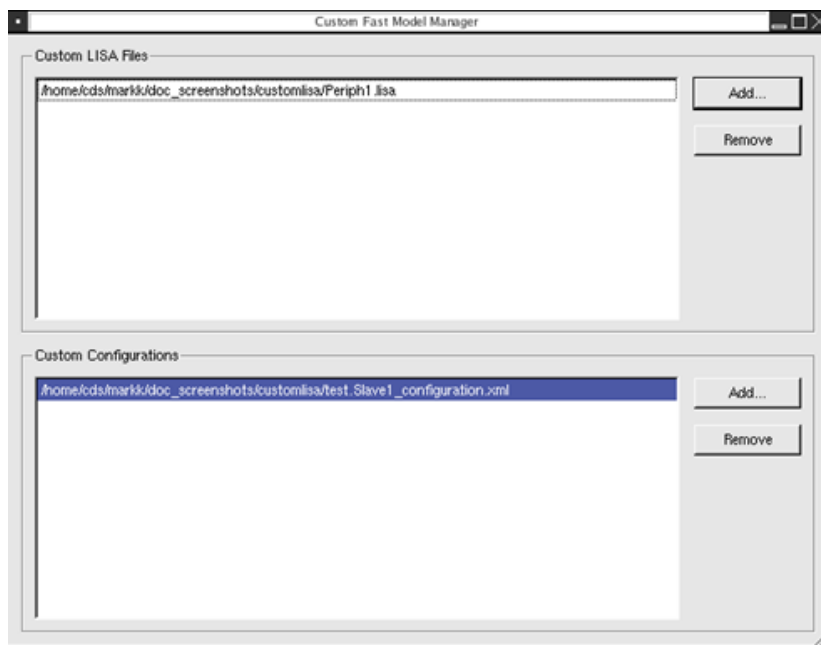 Custom Fast Model Manager
Custom LISA Files
/home/cds/markk/doc_screenshots/customlisa/Periph1.lisa
Add...
Remove
Custom Configurations
/home/cds/markk/doc_screenshots/customlisa/test.Slave1_configuration.xml
Add...
Remove